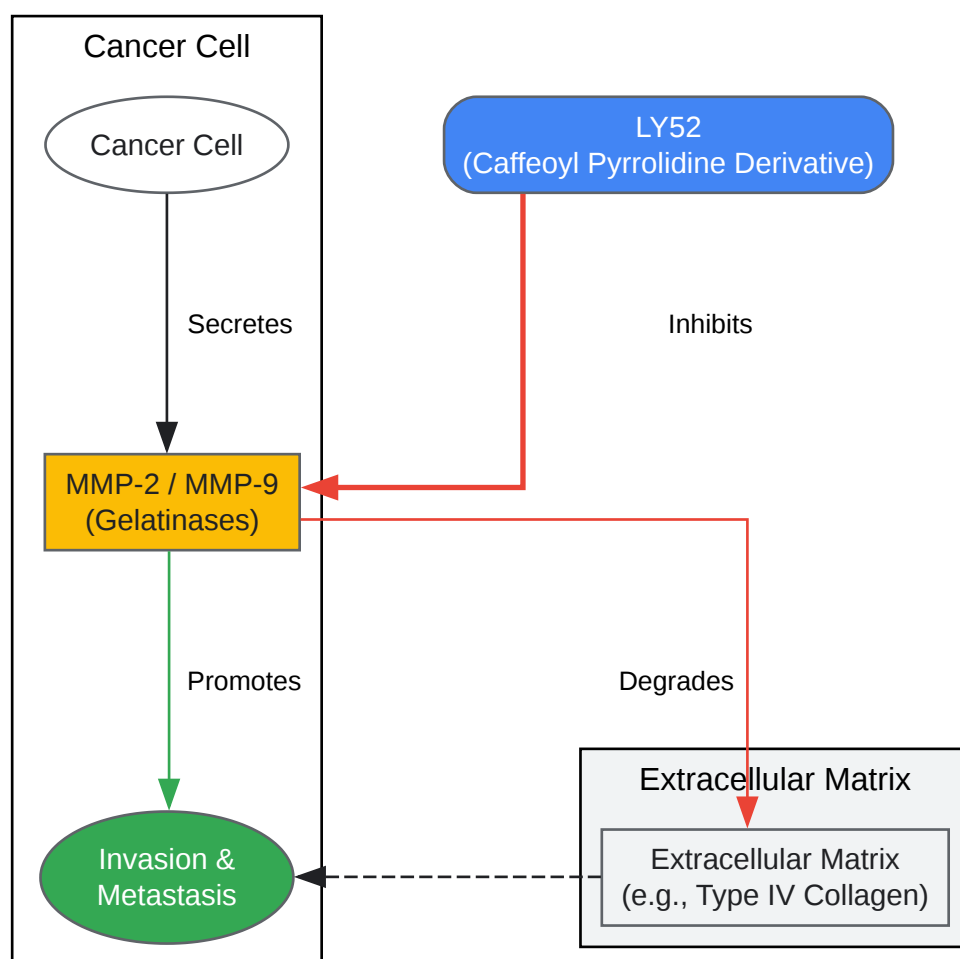 Cancer Cell
Cancer Cell
LY52
(Caffeoyl Pyrrolidine Derivative)
Secretes
Inhibits
MMP-2 / MMP-9
(Gelatinases)
Promotes
Degrades
Extracellular Matrix
Extracellular Matrix
(e.g., Type IV Collagen)
Invasion &
Metastasis